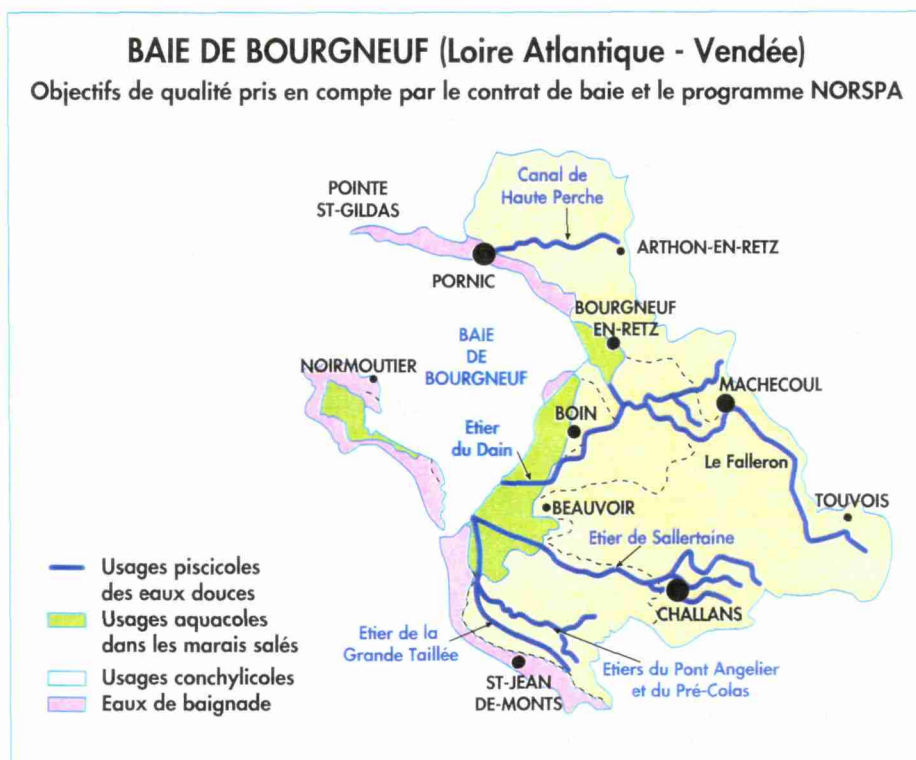 BAIE DE BOURGNEUF (Loire Atlantique - Vendée)
Objectifs de qualité pris en compte par le contrat de baie et le programme NORSPA
Canal de
Haute Perche
POINTE
ST-GILDAS
ARTHON-EN-RETZ
PORNIC
BOURGNEUF
EN-RETZ
BAIE
DE
BOURGNEUF
NOIRMOUTIER
MACHECOUL
BOIN
Etier
du Dain
Le Falleron
TOUVOIS
BEAUVOIR
Etier de Sallertaine
CHALLANS
Etier de la
Grande Taillée
Etiers du Pont Angelier
et du Pré-Colas
ST-JEAN
DE-MONTS
Usages piscicoles
des eaux douces
Usages aquacoles
dans les marais salés
Usages conchylicoles
Eaux de baignade